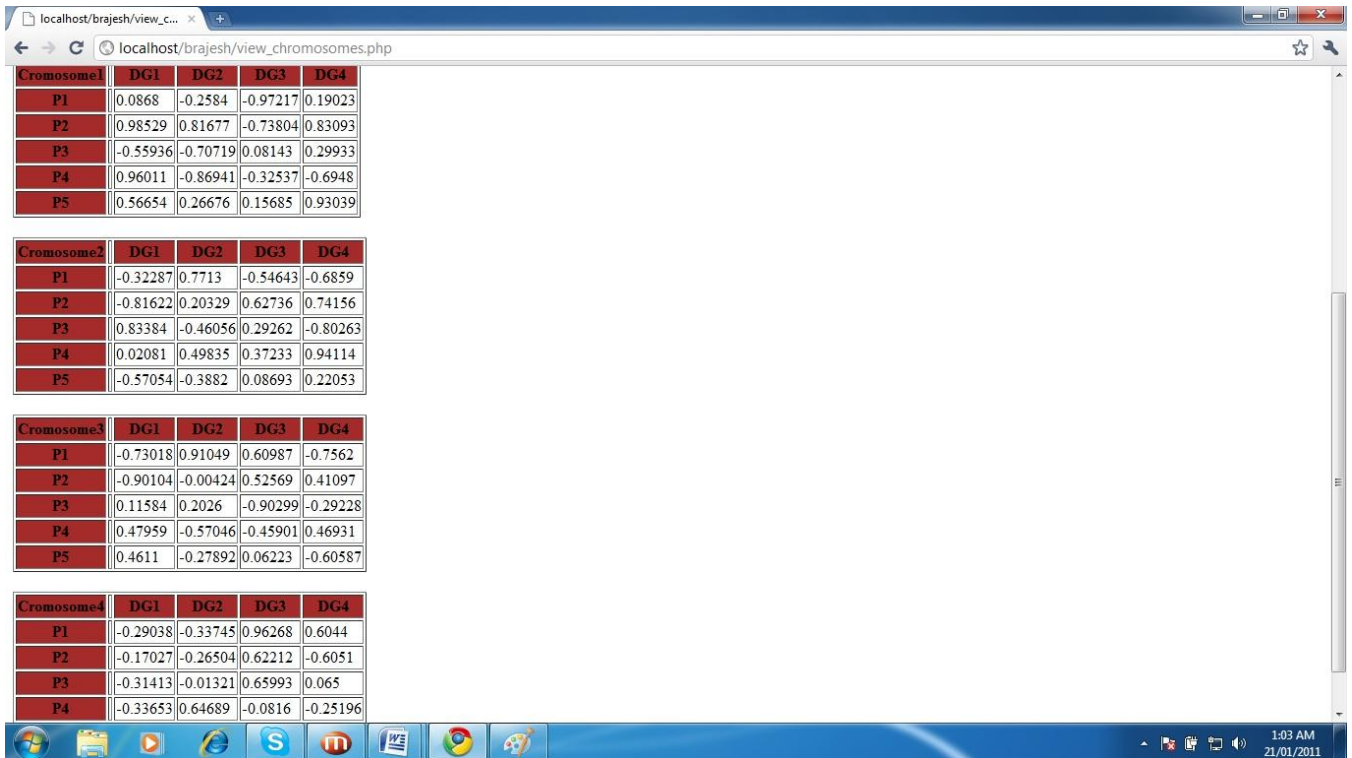 localhost/brajesh/view_c...
localhost/brajesh/view_chromosomes.php
Cromosome1 DG1 DG2 DG3 DG4
P1 0.0868 -0.2584 -0.97217 0.19023
P2 0.98529 0.81677 -0.73804 0.83093
P3 -0.55936 -0.70719 0.08143 0.29933
P4 0.96011 -0.86941 -0.32537 -0.6948
P5 0.56654 0.26676 0.15685 0.93039
Cromosome2 DG1 DG2 DG3 DG4
P1 -0.32287 0.7713 -0.54643 -0.6859
P2 -0.81622 0.20329 0.62736 0.74156
P3 0.83384 -0.46056 0.29262 -0.80263
P4 0.02081 0.49835 0.37233 0.94114
P5 -0.57054 -0.3882 0.08693 0.22053
Cromosome3 DG1 DG2 DG3 DG4
P1 -0.73018 0.91049 0.60987 -0.7562
P2 -0.90104 -0.00424 0.52569 0.41097
P3 0.11584 0.2026 -0.90299 -0.29228
P4 0.47959 -0.57046 -0.45901 0.46931
P5 0.4611 -0.27892 0.06223 -0.60587
Cromosome4 DG1 DG2 DG3 DG4
P1 -0.29038 -0.33745 0.96268 0.6044
P2 -0.17027 -0.26504 0.62212 -0.6051
P3 -0.31413 -0.01321 0.65993 0.065
P4 -0.33653 0.64689 -0.0816 -0.25196
1:03 AM
21/01/2011